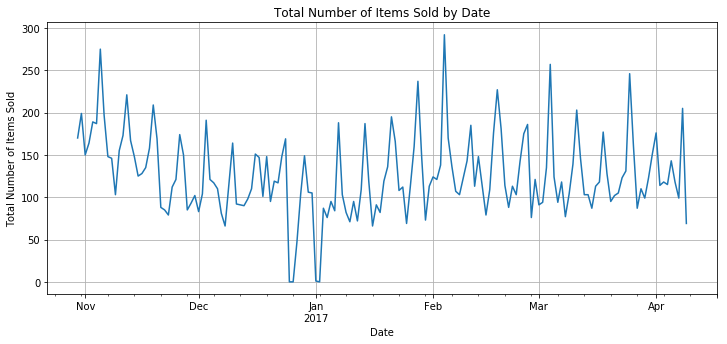 Total Number of Items Sold by Date
Total Number of Items Sold
300
250
200
150
100
50
0
Nov
Dec
Jan
2017
Feb
Mar
Apr
Date